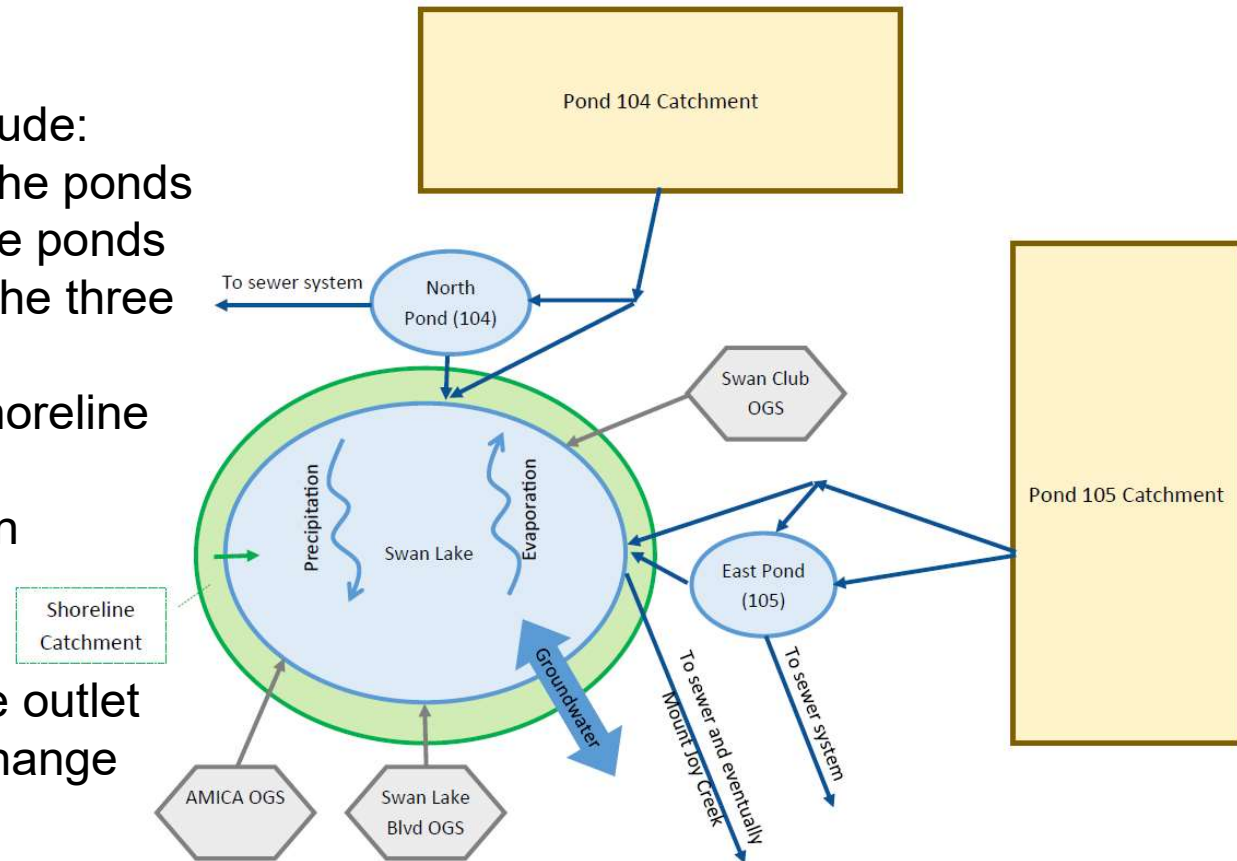 ude:
he ponds
e ponds
he three
horeline
n
e outlet
hange
Pond 104 Catchment
To sewer system
North
Pond (104)
Swan Club
OGS
Precipitation
Swan Lake
Evaporation
Pond 105 Catchment
East Pond
(105)
Shoreline
Catchment
Groundwater
To sewer and eventually
Mount Joy Creek
To sewer system
AMICA OGS
Swan Lake
Blvd OGS